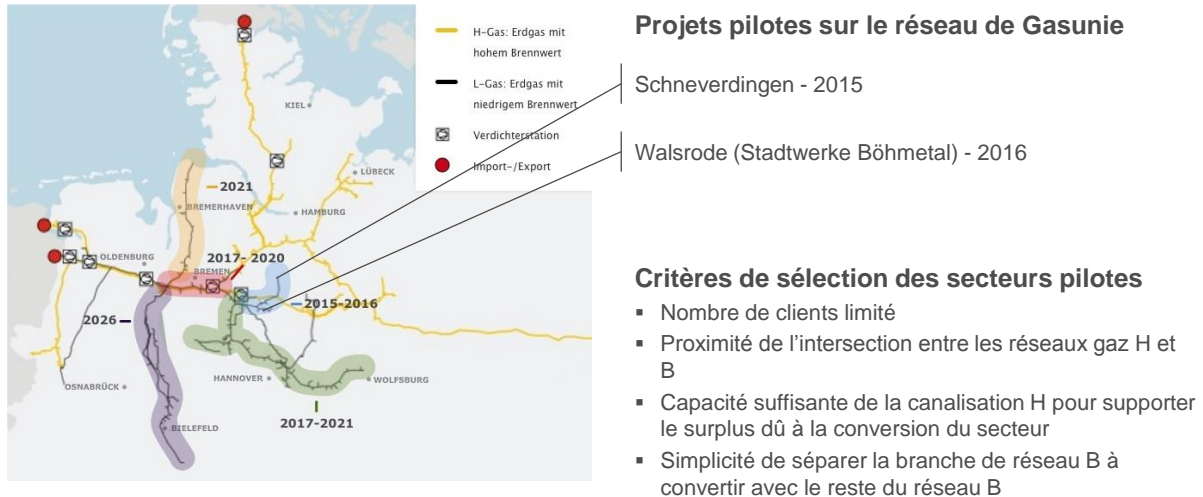 H-Gas: Erdgas mit
hohem Brennwert
L-Gas: Erdgas mit
niedrigem Brennwert
Verdichterstation
Import-/Export
KIEL
LÜBECK
2021
BREMERHAVEN
HAMBURG
OLDENBURG
2017- 2020
BREMEN
2015-2016
2026
HANNOVER
WOLFSBURG
OSNABRÜCK
2017-2021
BIELEFELD
Projets pilotes sur le réseau de Gasunie
Schneverdingen - 2015
Walsrode (Stadtwerke Böhmetal) - 2016
Critères de sélection des secteurs pilotes
▪ Nombre de clients limité
▪ Proximité de l’intersection entre les réseaux gaz H et
B
▪ Capacité suffisante de la canalisation H pour supporter
le surplus dû à la conversion du secteur
▪ Simplicité de séparer la branche de réseau B à
convertir avec le reste du réseau B